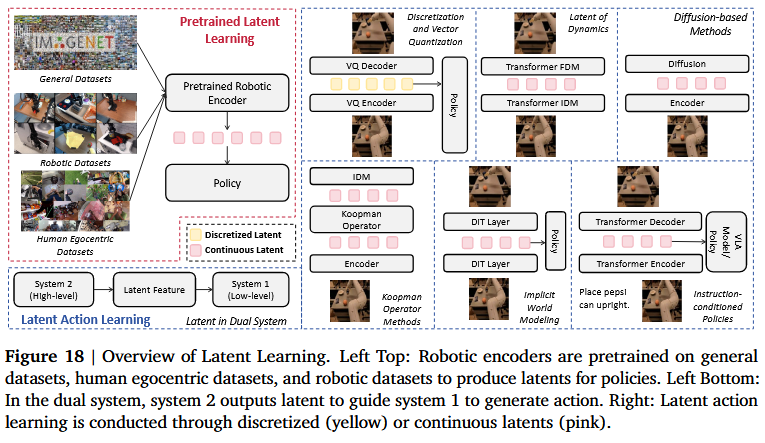 Pretrained Latent
Learning
IMAGENET
General Datasets
Robotic Datasets
Human Egocentric
Datasets
Pretrained Robotic
Encoder
Policy
Discretized Latent
Continuous Latent
System 2
(High-level)
Latent Feature
System 1
(Low-level)
Latent Action Learning
Latent in Dual System
Discretization
and Vector
Quantization
VQ Decoder
VQ Encoder
Policy
Latent of
Dynamics
Transformer FDM
Transformer IDM
Diffusion-based
Methods
Diffusion
Encoder
IDM
Koopman
Operator
Encoder
Koopman
Operator
Methods
DIT Layer
DIT Layer
Policy
Implicit
World
Modeling
Transformer Decoder
Transformer Encoder
VLA
Model/
Policy
Place pepsi
can upright.
Instruction-
conditioned
Policies
Figure 18 | Overview of Latent Learning. Left Top: Robotic encoders are pretrained on general
datasets, human egocentric datasets, and robotic datasets to produce latents for policies. Left Bottom:
In the dual system, system 2 outputs latent to guide system 1 to generate action. Right: Latent action
learning is conducted through discretized (yellow) or continuous latents (pink).